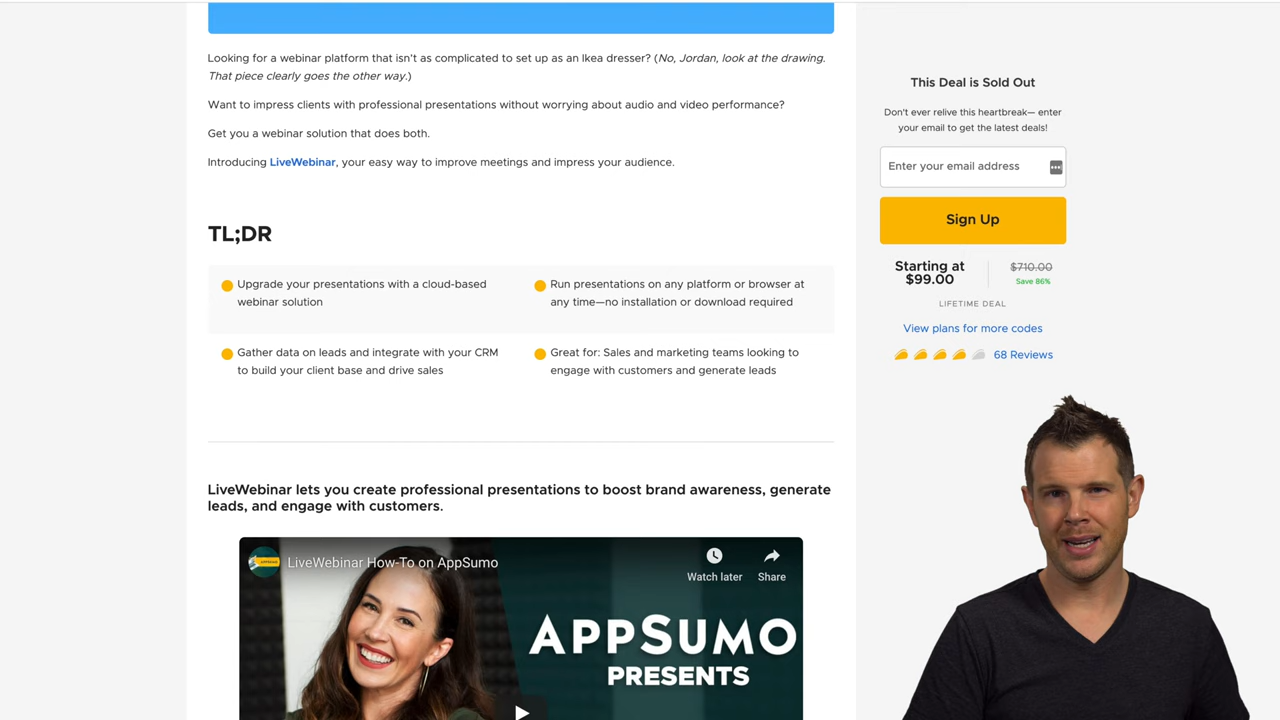 Looking for a webinar platform that isn't as complicated to set up as an Ikea dresser? (No, Jordan, look at the drawing.
That piece clearly goes the other way.)
Want to impress clients with professional presentations without worrying about audio and video performance?
Get you a webinar solution that does both.
Introducing LiveWebinar, your easy way to improve meetings and impress your audience.
TL;DR
Upgrade your presentations with a cloud-based
webinar solution
Run presentations on any platform or browser at
any time—no installation or download required
Gather data on leads and integrate with your CRM
to build your client base and drive sales
Great for: Sales and marketing teams looking to
engage with customers and generate leads
LiveWebinar lets you create professional presentations to boost brand awareness, generate
leads, and engage with customers.
LiveWebinar How-To on AppSumo
Watch later
Share
APPSUMO
PRESENTS
This Deal is Sold Out
Don't ever relive this heartbreak— enter
your email to get the latest deals!
Enter your email address
Sign Up
Starting at
$99.00
$710.00
Save 86%
LIFETIME DEAL
View plans for more codes
68 Reviews